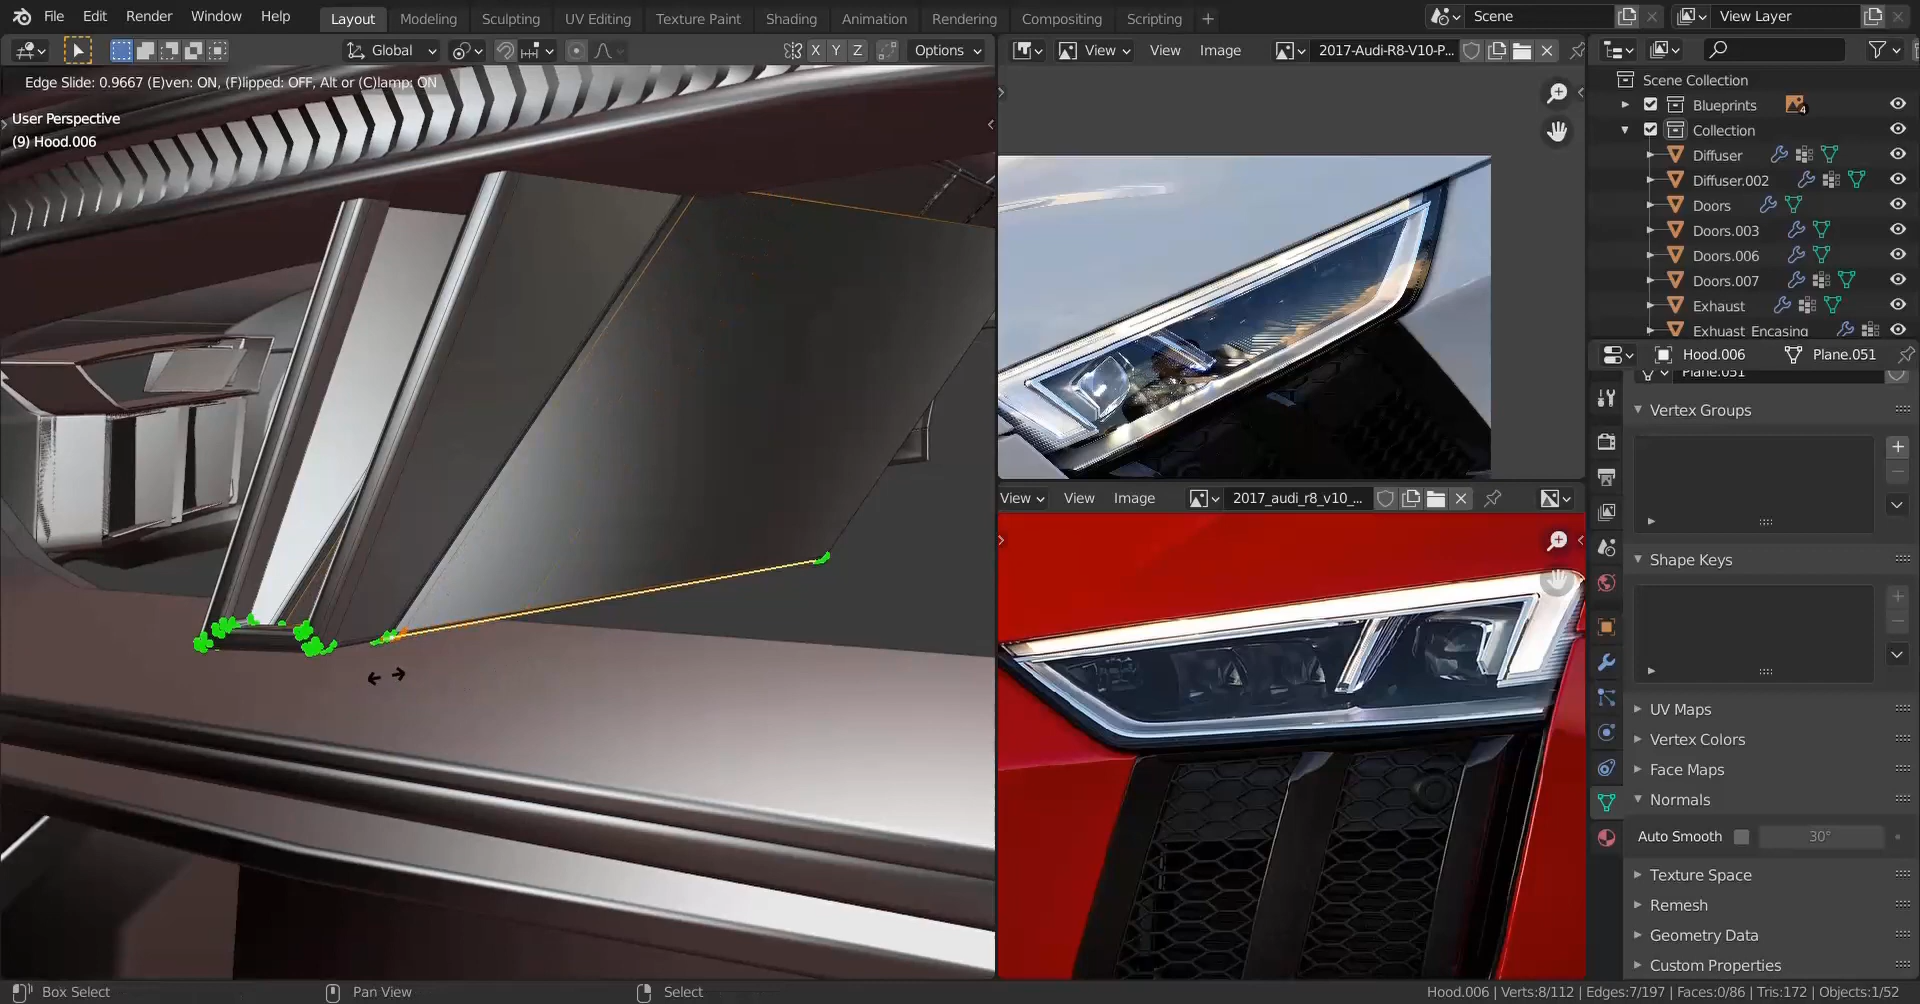 File Edit Render Window Help Layout Modeling Sculpting UV Editing Texture Paint Shading Animation Rendering Compositing Scripting + Scene View Layer
Global X Y Z Options
Edge Slide: 0.9667 (E)ven: ON, (F)lipped: OFF, Alt or (C)lamp: ON
User Perspective
(9) Hood.006
View View Image 2017-Audi-R8-V10-P...
View View Image 2017_audi_r8_v10_...
Scene Collection
Blueprints 4
Collection
Diffuser
Diffuser.002
Doors
Doors.003
Doors.006
Doors.007
Exhaust
Exhuast Encasing
Hood.006 Plane.051
Plane.051
Vertex Groups
Shape Keys
UV Maps
Vertex Colors
Face Maps
Normals
Auto Smooth 30°
Texture Space
Remesh
Geometry Data
Custom Properties
Box Select Pan View Select Hood.006 | Verts:8/112 | Edges:7/197 | Faces:0/86 | Tris:172 | Objects:1/52